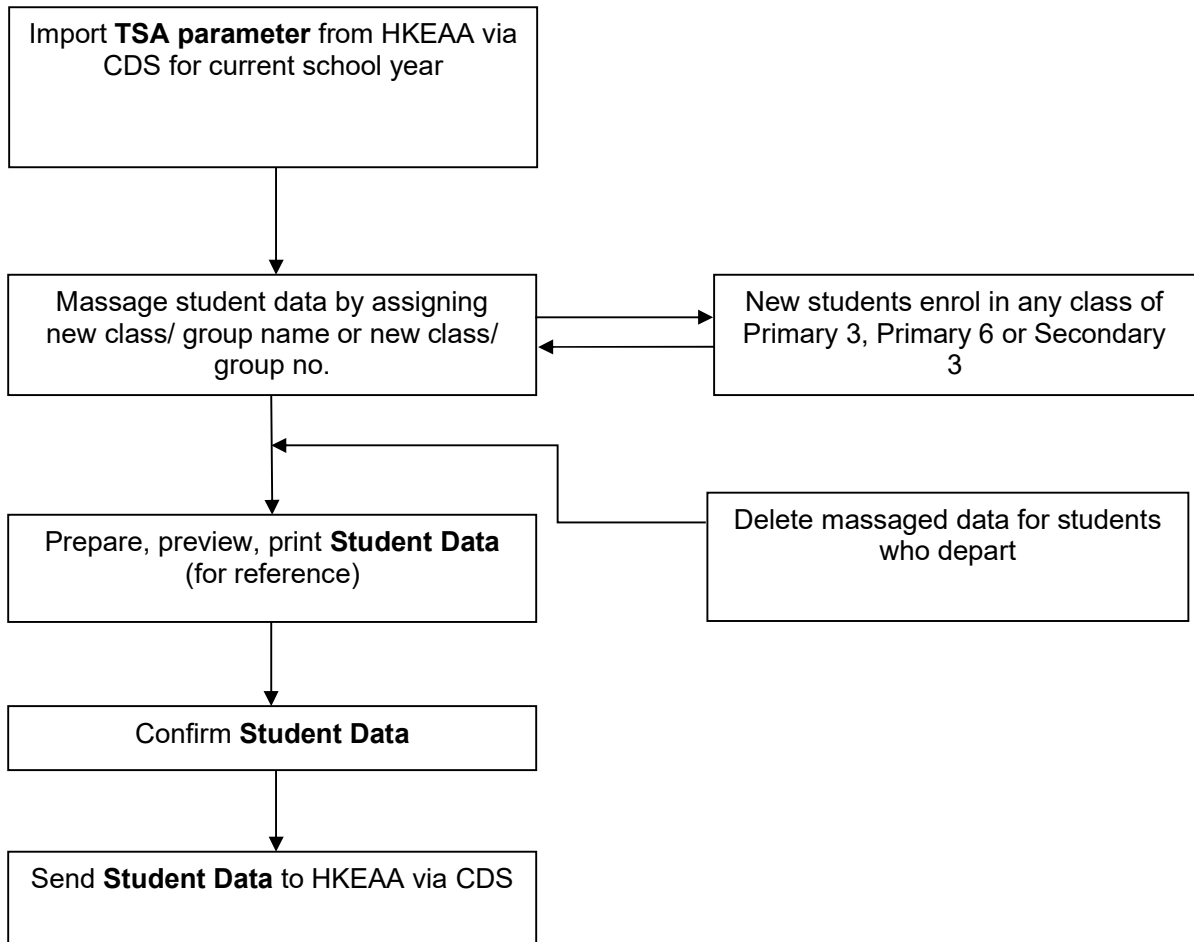 Import TSA parameter from HKEAA via
CDS for current school year
Massage student data by assigning
new class/ group name or new class/
group no.
New students enrol in any class of
Primary 3, Primary 6 or Secondary
3
Prepare, preview, print Student Data
(for reference)
Delete massaged data for students
who depart
Confirm Student Data
Send Student Data to HKEAA via CDS